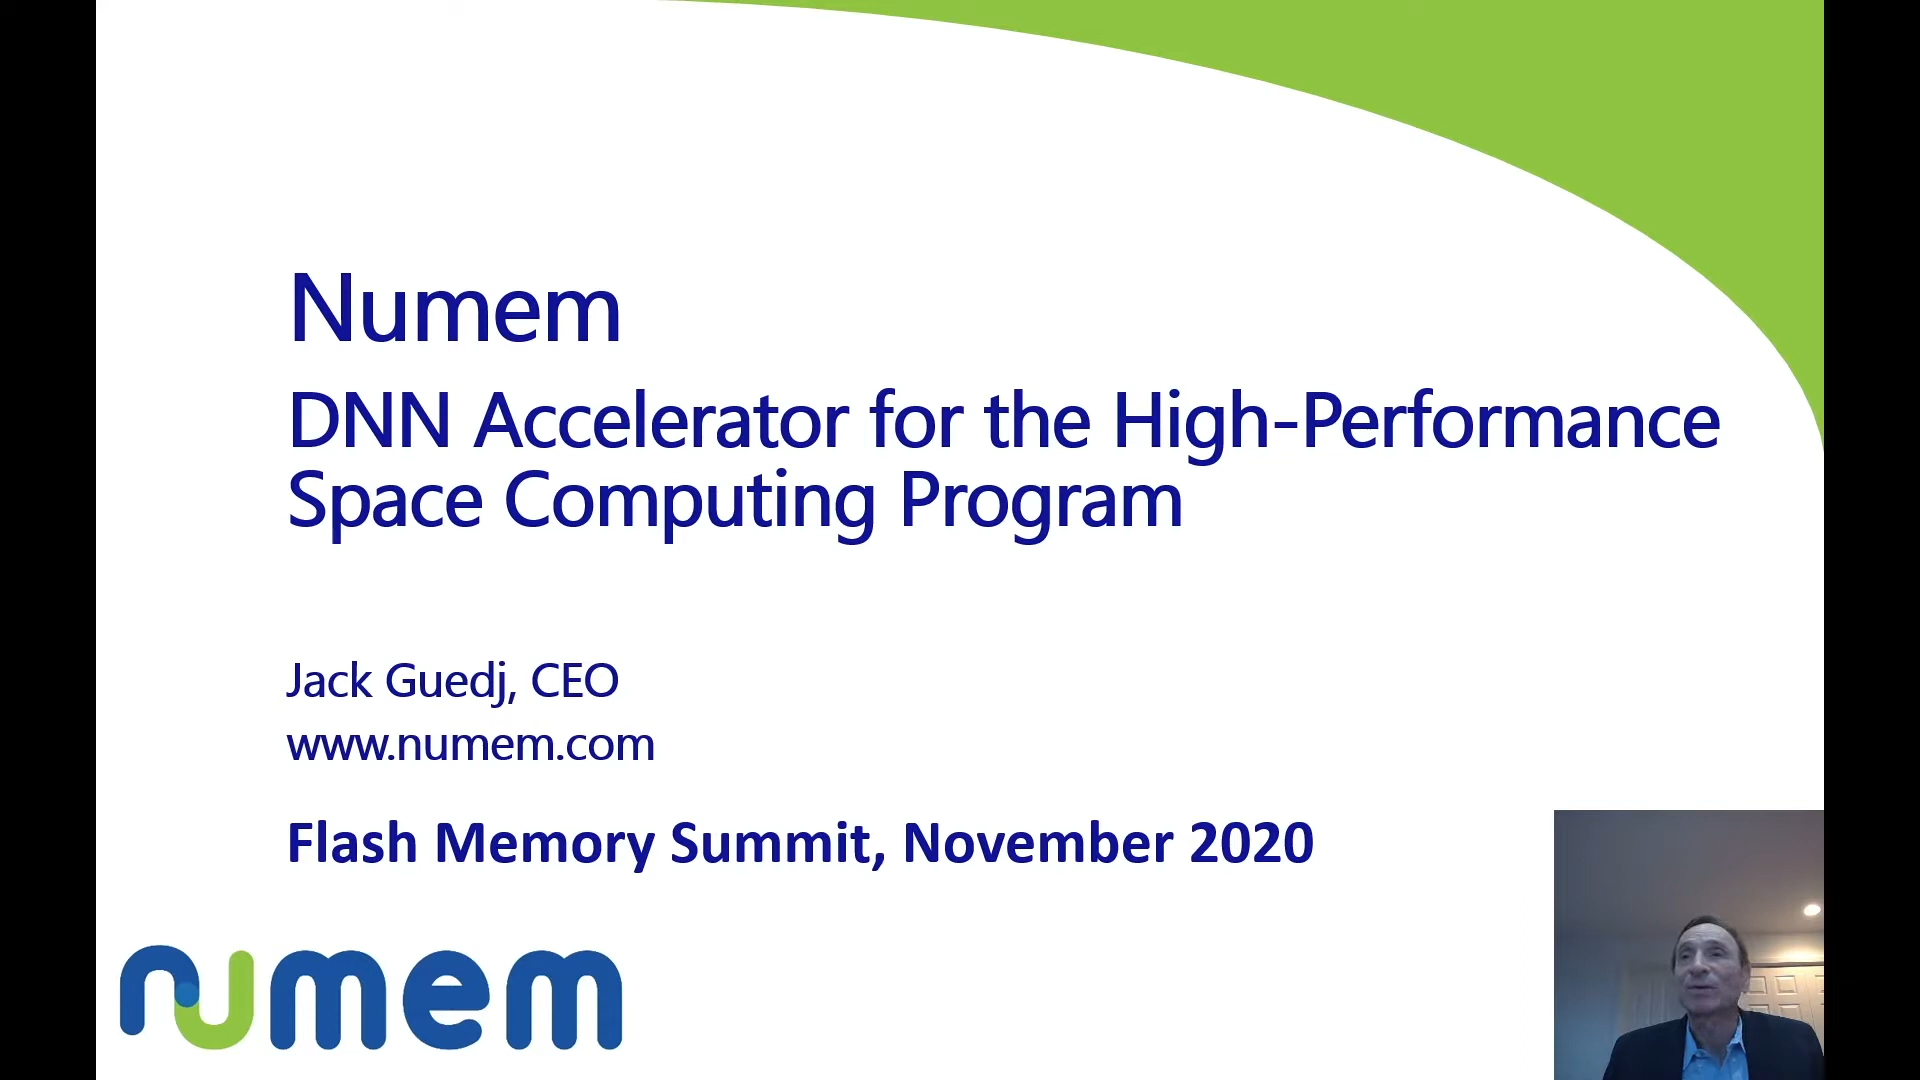 Numem
DNN Accelerator for the High-Performance
Space Computing Program
Jack Guedj, CEO
www.numem.com
Flash Memory Summit, November 2020
numem